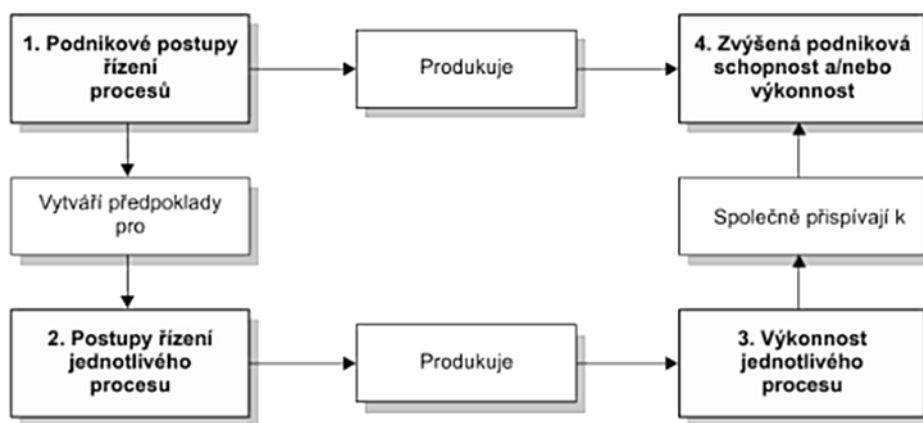 1. Podnikové postupy
řízení
procesů
Produkuje
4. Zvýšená podniková
schopnost a/nebo
výkonnost
Vytváří předpoklady
pro
Společně přispívají k
2. Postupy řízení
jednotlivého
procesu
Produkuje
3. Výkonnost
jednotlivého
procesu